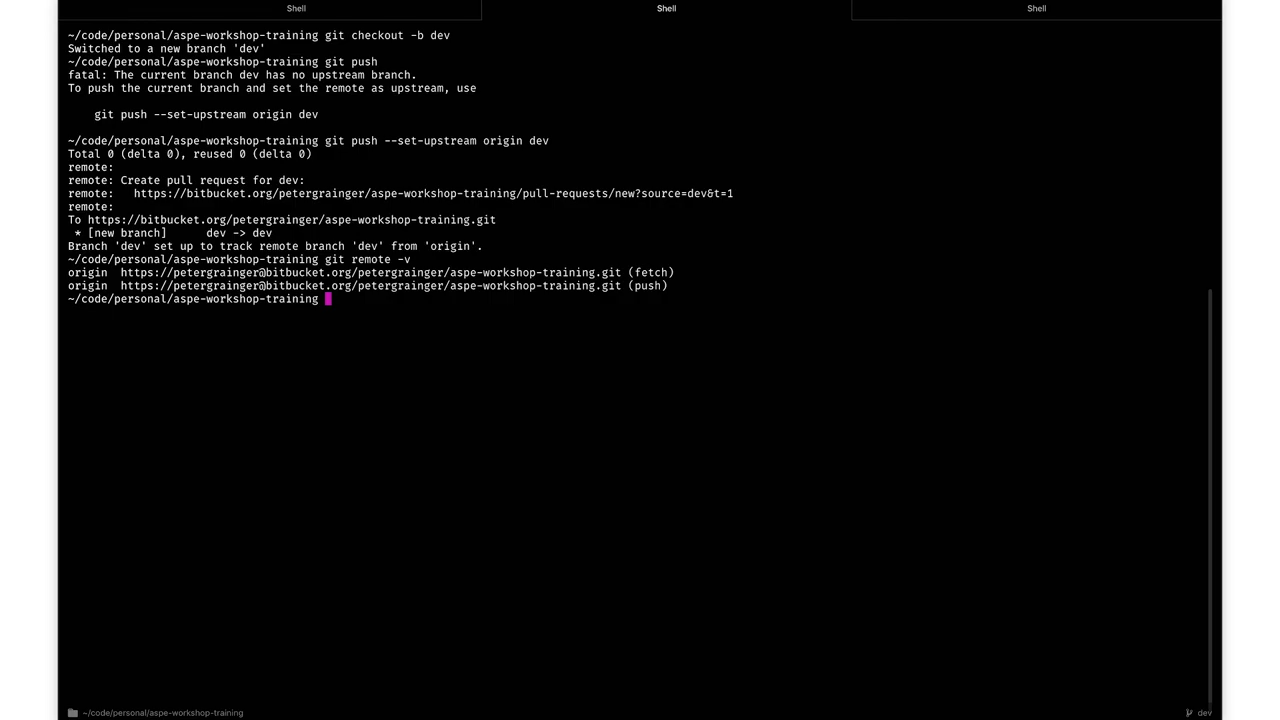 Shell
Shell
Shell
~/code/personal/aspe-workshop-training git checkout -b dev
Switched to a new branch 'dev'
~/code/personal/aspe-workshop-training git push
fatal: The current branch dev has no upstream branch.
To push the current branch and set the remote as upstream, use
    git push --set-upstream origin dev
~/code/personal/aspe-workshop-training git push --set-upstream origin dev
Total 0 (delta 0), reused 0 (delta 0)
remote:
remote: Create pull request for dev:
remote:   https://bitbucket.org/petergrainger/aspe-workshop-training/pull-requests/new?source=dev&t=1
remote:
To https://bitbucket.org/petergrainger/aspe-workshop-training.git
 * [new branch]      dev -> dev
Branch 'dev' set up to track remote branch 'dev' from 'origin'.
~/code/personal/aspe-workshop-training git remote -v
origin  https://petergrainger@bitbucket.org/petergrainger/aspe-workshop-training.git (fetch)
origin  https://petergrainger@bitbucket.org/petergrainger/aspe-workshop-training.git (push)
~/code/personal/aspe-workshop-training
~/code/personal/aspe-workshop-training
dev